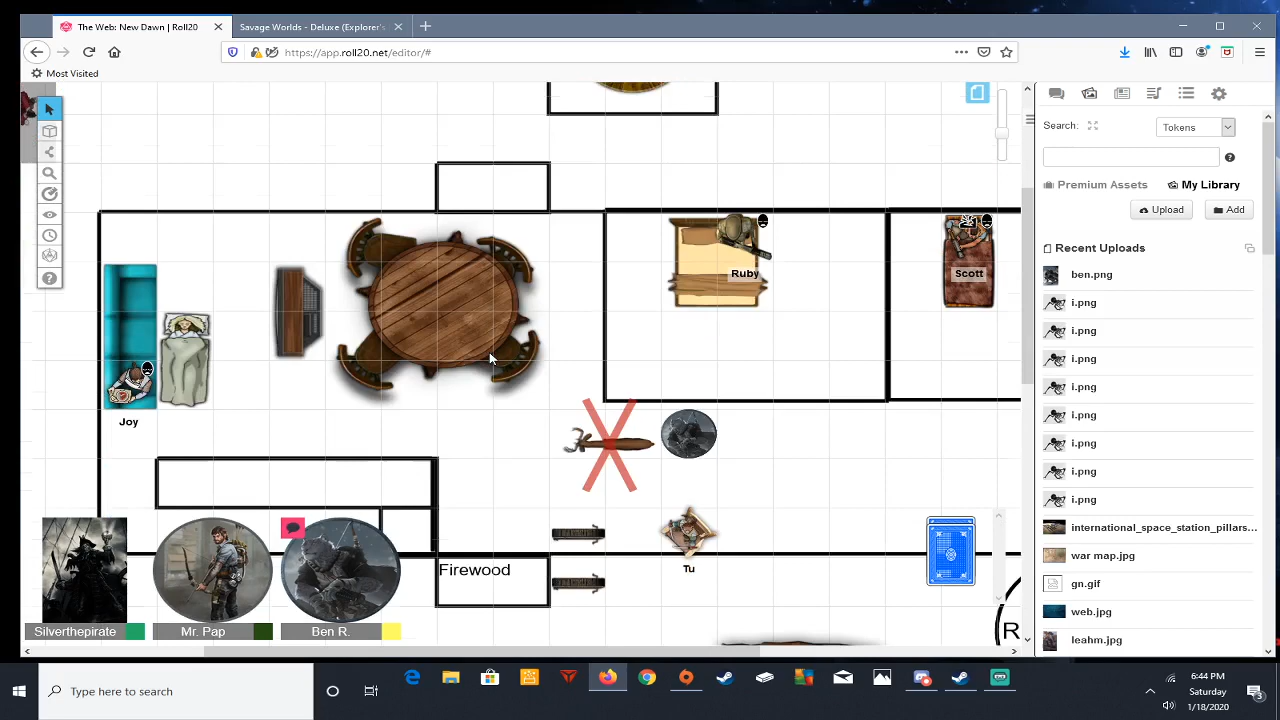 The Web: New Dawn | Roll20
Savage Worlds - Deluxe (Explorer's
https://app.roll20.net/editor/#
Most Visited
Search:
Tokens
Premium Assets
My Library
Upload
Add
Recent Uploads
ben.png
i.png
i.png
i.png
i.png
i.png
i.png
i.png
i.png
international_space_station_pillars...
war map.jpg
gn.gif
web.jpg
leahm.jpg
Ruby
Scott
Joy
Tu
Firewood
R
Silverthepirate
Mr. Pap
Ben R.
Type here to search
6:44 PM
Saturday
1/18/2020
3